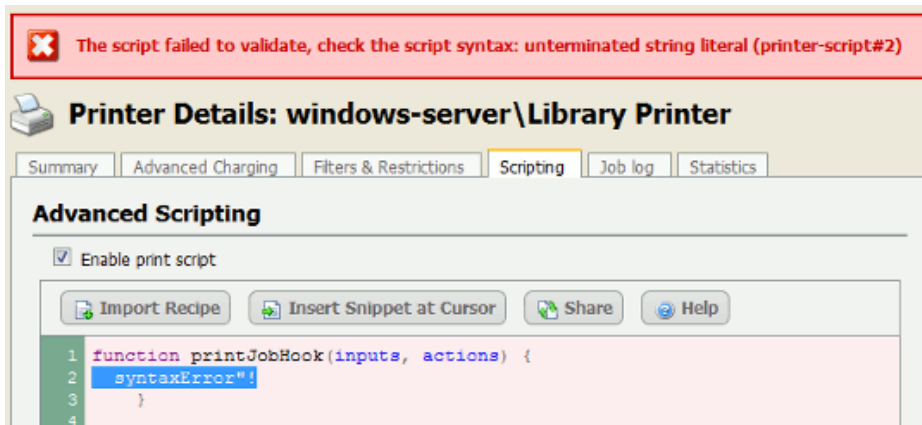 The script failed to validate, check the script syntax: unterminated string literal (printer-script#2)
Printer Details: windows-server\Library Printer
Summary Advanced Charging Filters & Restrictions Scripting Job log Statistics
Advanced Scripting
Enable print script
Import Recipe Insert Snippet at Cursor Share Help
1 function printJobHook(inputs, actions) {
2 syntaxError"!
3 }
4